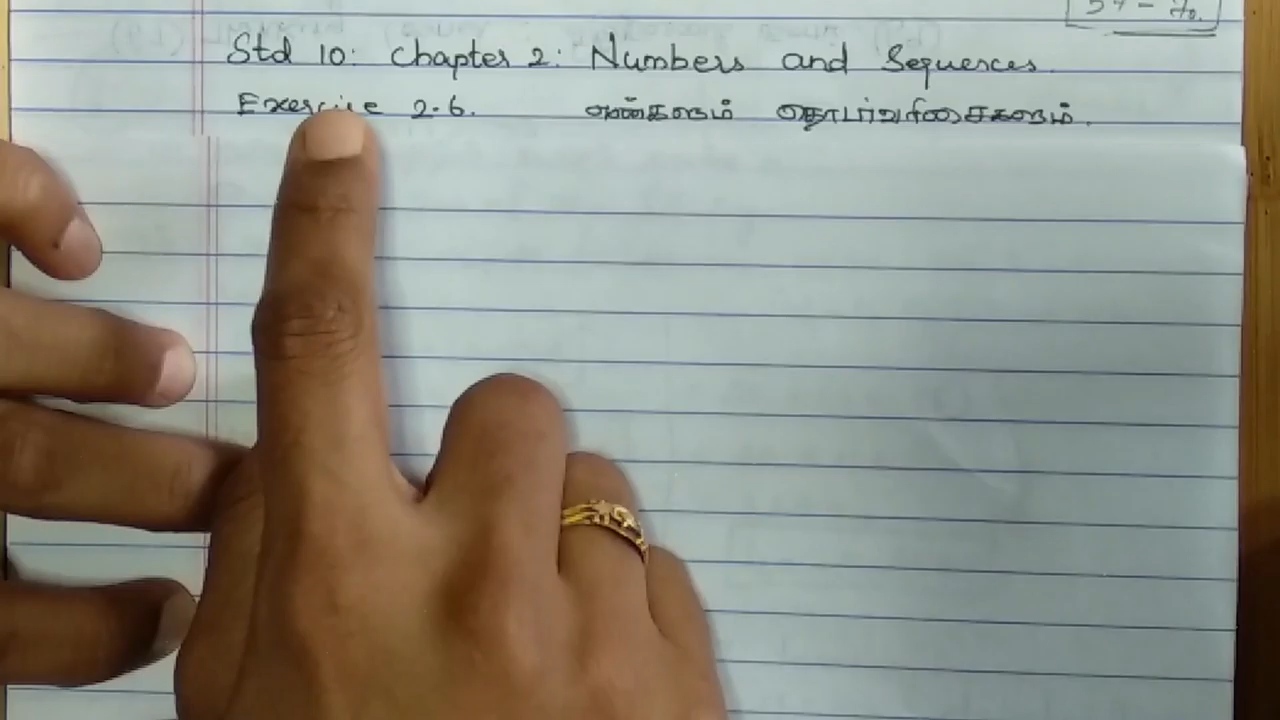 Std 10: Chapter 2: Numbers and Sequences.
Exercise 2.6. எண்களும் தொடர்வரிசைகளும்.